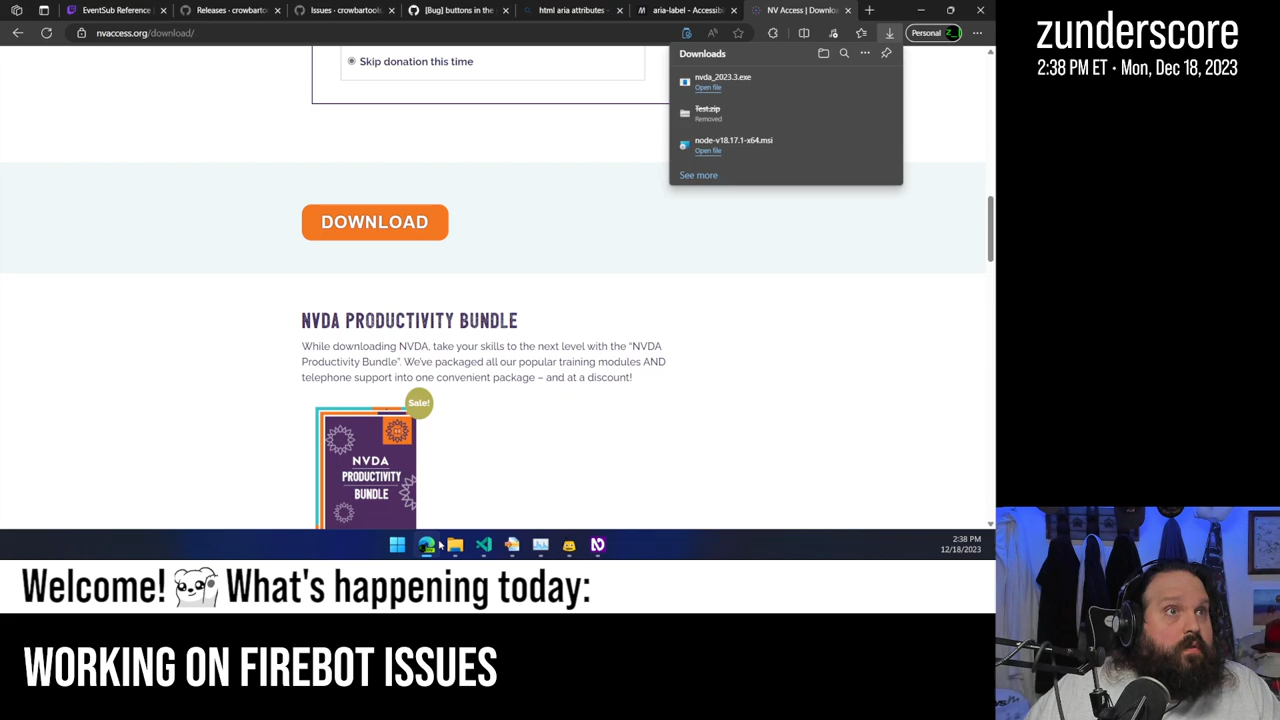 EventSub Reference
Releases · crowbarto
Issues · crowbartools
[Bug] buttons in the
html aria attributes -
aria-label - Accessibi
NV Access | Downloa
nvaccess.org/download/
Personal
Skip donation this time
Downloads
nvda_2023.3.exe
Open file
Test.zip
Removed
node-v18.17.1-x64.msi
Open file
See more
DOWNLOAD
NVDA PRODUCTIVITY BUNDLE
While downloading NVDA, take your skills to the next level with the “NVDA
Productivity Bundle”. We’ve packaged all our popular training modules AND
telephone support into one convenient package – and at a discount!
Sale!
NVDA
PRODUCTIVITY
BUNDLE
2:38 PM
12/18/2023
zunderscore
2:38 PM ET · Mon, Dec 18, 2023
Welcome! What's happening today:
WORKING ON FIREBOT ISSUES